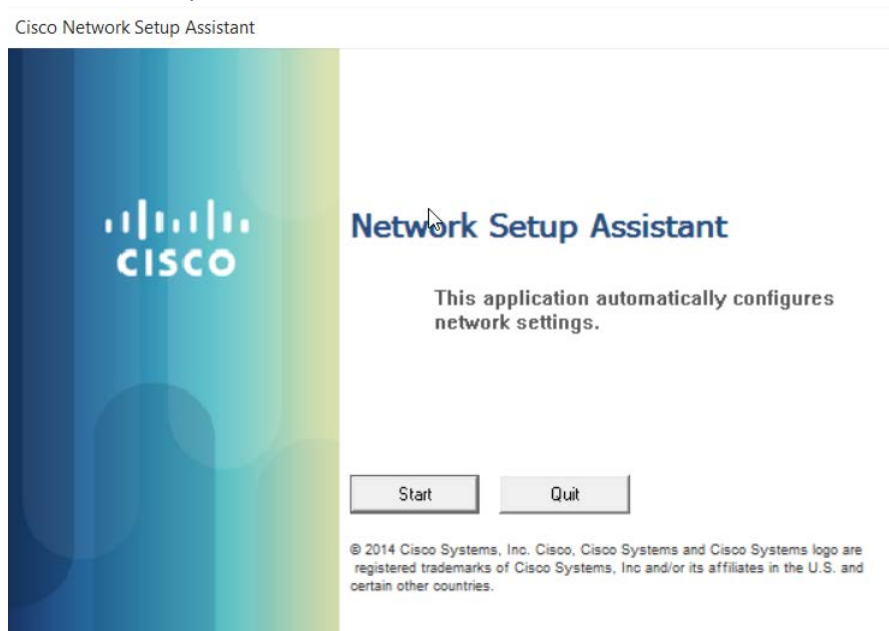 Cisco Network Setup Assistant
CISCO
Network Setup Assistant
This application automatically configures
network settings.
Start
Quit
© 2014 Cisco Systems, Inc. Cisco, Cisco Systems and Cisco Systems logo are
registered trademarks of Cisco Systems, Inc and/or its affiliates in the U.S. and
certain other countries.